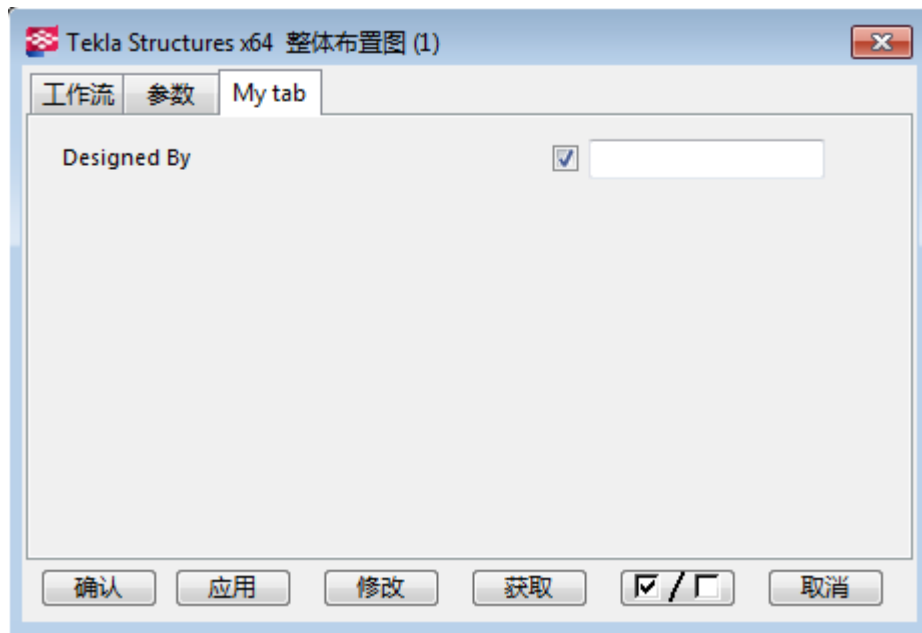 Tekla Structures x64 整体布置图 (1)
工作流 参数 My tab
Designed By
确认 应用 修改 获取 / 取消